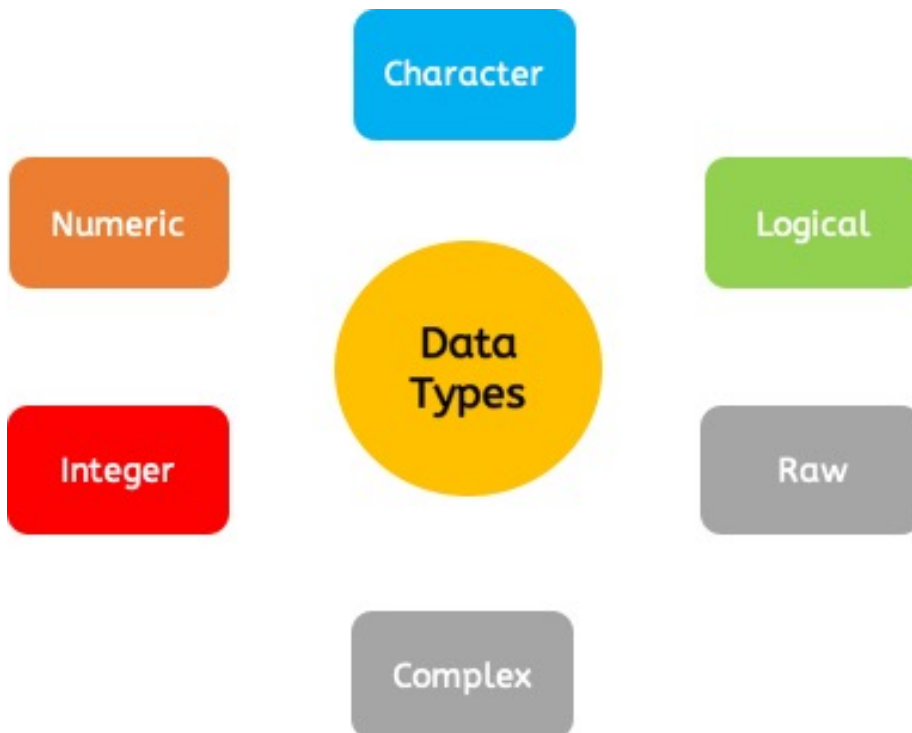 Character
Numeric
Logical
Data
Types
Integer
Raw
Complex